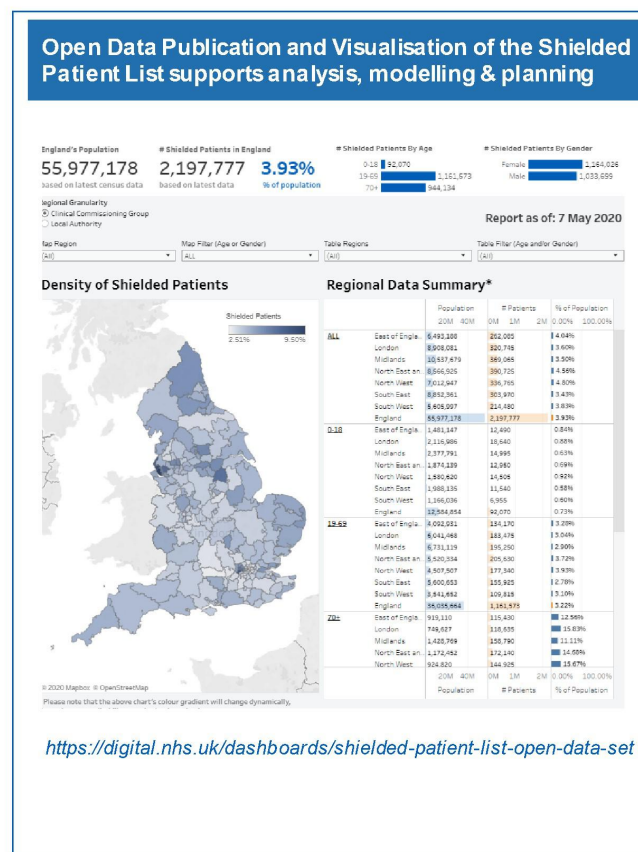 Open Data Publication and Visualisation of the Shielded
Patient List supports analysis, modelling & planning
England's Population
55,977,178
based on latest census data
# Shielded Patients in England
2,197,777
based on latest data
3.93%
% of population
# Shielded Patients By Age
0-18 92,070
19-69 1,161,573
70+ 944,134
# Shielded Patients By Gender
Female 1,164,026
Male 1,033,699
Regional Granularity
Clinical Commissioning Group
Local Authority
Report as of: 7 May 2020
Map Region
(All)
Map Filter (Age or Gender)
ALL
Table Regions
(All)
Table Filter (Age and/or Gender)
(All)
Density of Shielded Patients
Shielded Patients
2.51% 9.50%
© 2020 Mapbox © OpenStreetMap
Please note that the above chart's colour gradient will change dynamically,
Regional Data Summary*
Population # Patients % of Population
20M 40M 0M 1M 2M 0.00% 100.00%
ALL East of Engla.. 6,493,188 262,085 4.04%
London 8,908,081 320,745 3.60%
Midlands 10,537,679 369,065 3.50%
North East an.. 8,566,925 390,725 4.56%
North West 7,012,947 336,765 4.80%
South East 8,852,361 303,970 3.43%
South West 5,605,997 214,480 3.83%
England 55,977,178 2,197,777 3.93%
0-18 East of Engla.. 1,481,147 12,490 0.84%
London 2,116,986 18,640 0.88%
Midlands 2,377,791 14,995 0.63%
North East an.. 1,874,139 12,950 0.69%
North West 1,580,620 14,505 0.92%
South East 1,988,135 11,540 0.58%
South West 1,166,036 6,955 0.60%
England 12,584,854 92,070 0.73%
19-69 East of Engla.. 4,092,931 134,170 3.28%
London 6,041,468 183,475 3.04%
Midlands 6,731,119 195,250 2.90%
North East an.. 5,520,334 205,630 3.72%
North West 4,507,507 177,340 3.93%
South East 5,600,653 155,925 2.78%
South West 3,541,652 109,815 3.10%
England 36,035,664 1,161,573 3.22%
70+ East of Engla.. 919,110 115,430 12.56%
London 749,627 118,635 15.83%
Midlands 1,428,769 158,790 11.11%
North East an.. 1,172,452 172,140 14.68%
North West 924,820 144,925 15.67%
20M 40M 0M 1M 2M 0.00% 100.00%
Population # Patients % of Population
https://digital.nhs.uk/dashboards/shielded-patient-list-open-data-set